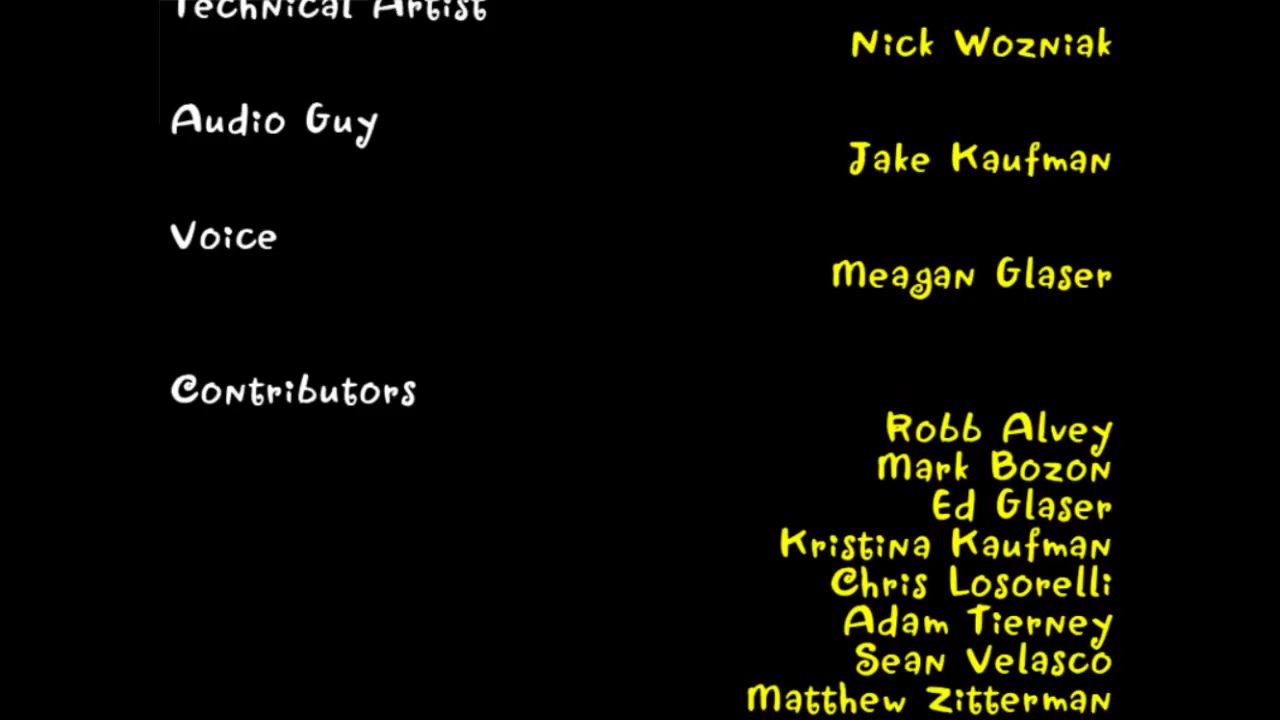 Technical Artist
Nick Wozniak
Audio Guy
Jake Kaufman
Voice
Meagan Glaser
Contributors
Robb Alvey
Mark Bozon
Ed Glaser
Kristina Kaufman
Chris Losorelli
Adam Tierney
Sean Velasco
Matthew Zitterman